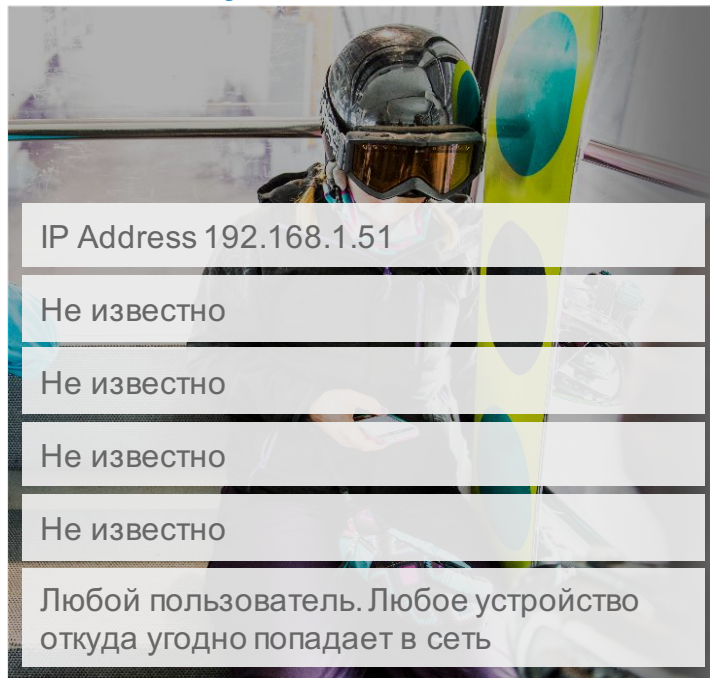 IP Address 192.168.1.51
Не известно
Не известно
Не известно
Не известно
Любой пользователь. Любое устройство
откуда угодно попадает в сеть